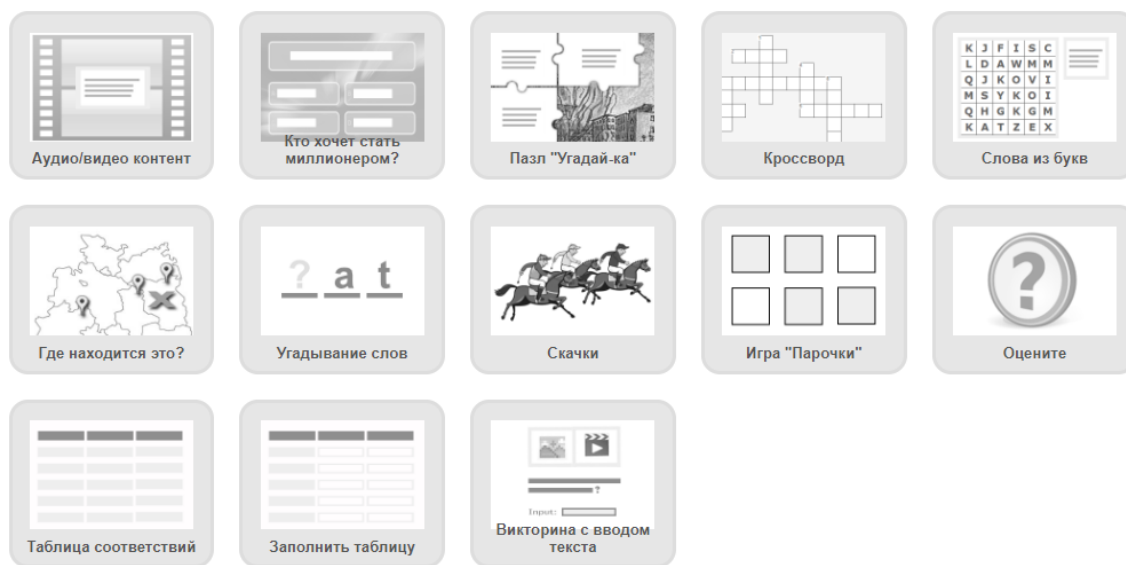 K J F I S C
L D A W M M
Q J K O V I
M S Y K O I
Q H G K G M
K A T Z E X
Аудио/видео контент
Кто хочет стать
миллионером?
Пазл "Угадай-ка"
Кроссворд
Слова из букв
? a t
?
Где находится это?
Угадывание слов
Скачки
Игра "Парочки"
Оцените
?
Input:
Таблица соответствий
Заполнить таблицу
Викторина с вводом
текста